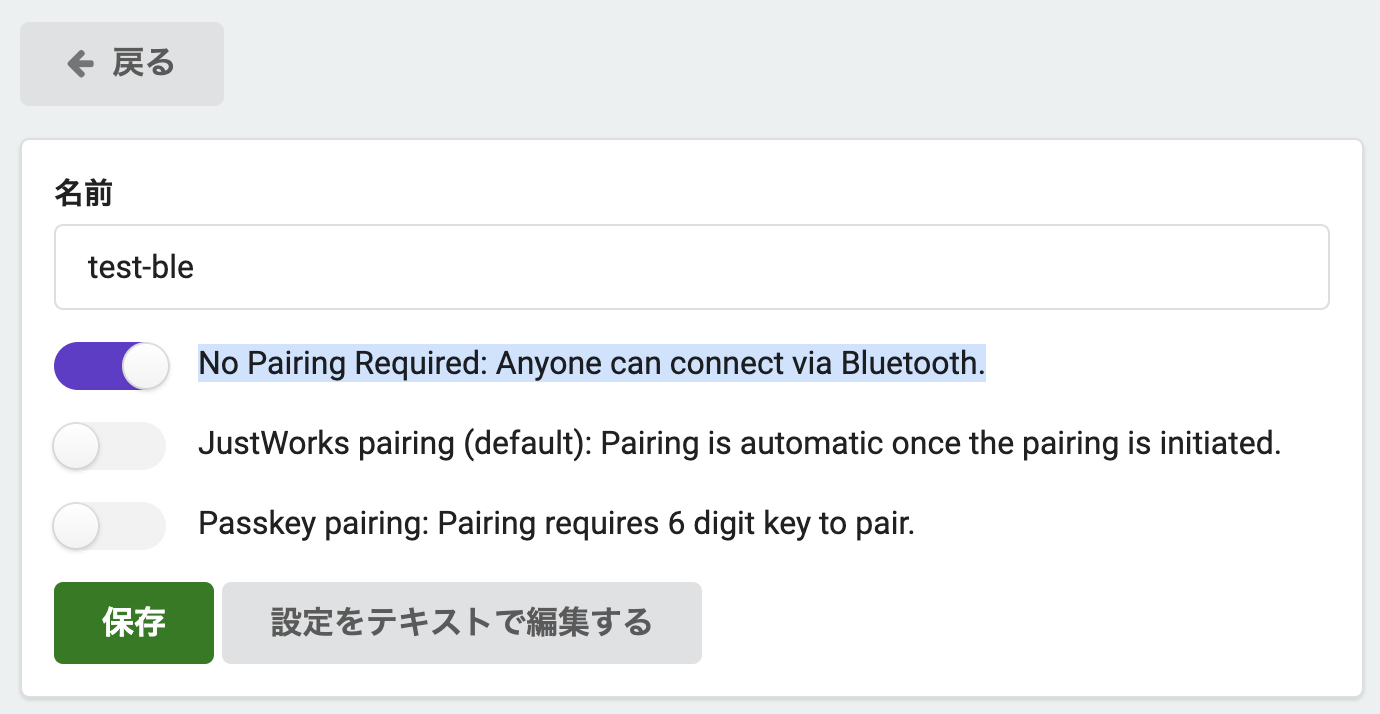 戻る
名前
test-ble
No Pairing Required: Anyone can connect via Bluetooth.
JustWorks pairing (default): Pairing is automatic once the pairing is initiated.
Passkey pairing: Pairing requires 6 digit key to pair.
保存
設定をテキストで編集する